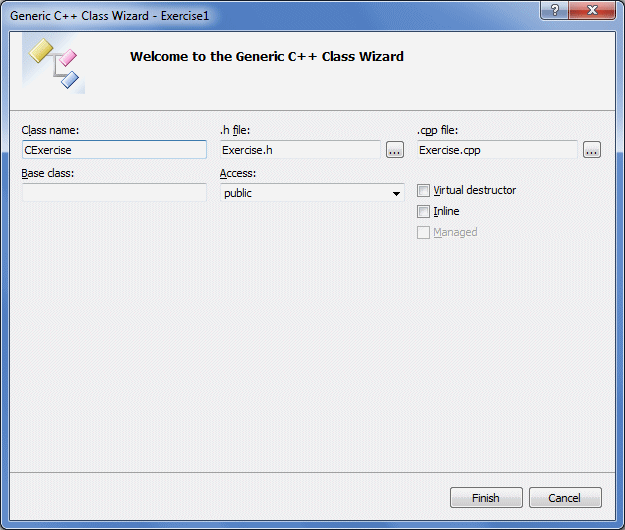 Generic C++ Class Wizard - Exercise1
Welcome to the Generic C++ Class Wizard
Class name: .h file: .cpp file:
CExercise Exercise.h ... Exercise.cpp ...
Base class: Access:
public Virtual destructor
Inline
Managed
Finish Cancel